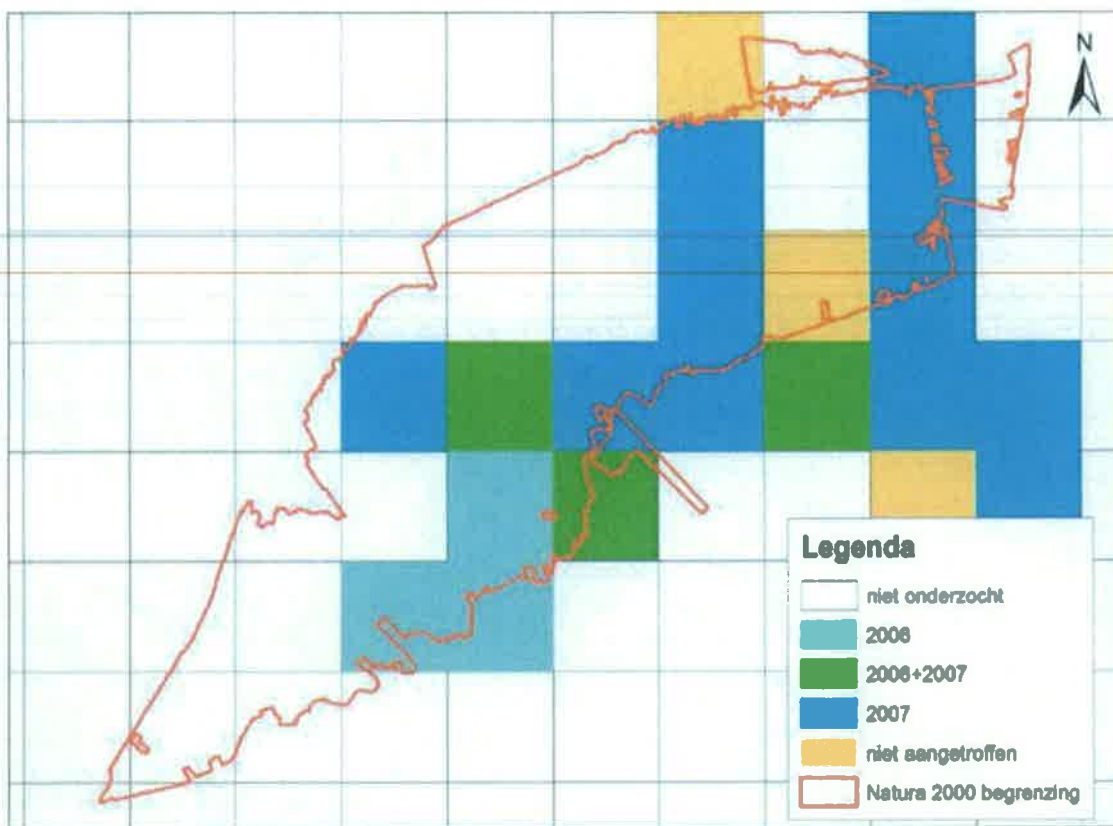 N
Legenda
niet onderzocht
2006
2006+2007
2007
niet aangetroffen
Natura 2000 begrenzing